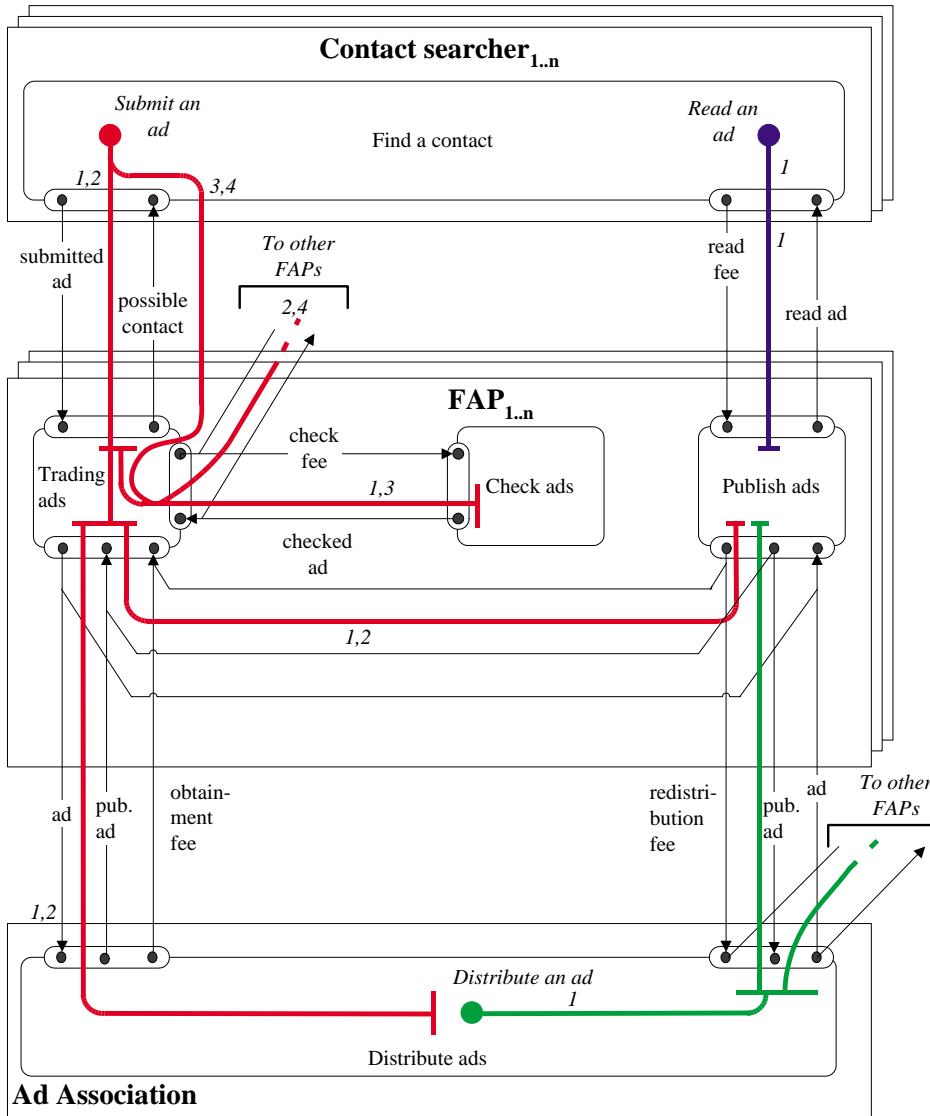 Contact searcher1..n
Submit an
ad
Read an
ad
Find a contact
1
1,2
3,4
1
submitted
ad
possible
contact
To other
FAPs
2,4
read
fee
read ad
FAP1..n
Trading
ads
check
fee
1,3
checked
ad
Check ads
Publish ads
1,2
ad
pub.
ad
obtain-
ment
fee
redistri-
bution
fee
pub.
ad
ad
To other
FAPs
1,2
Distribute an ad
1
Distribute ads
Ad Association